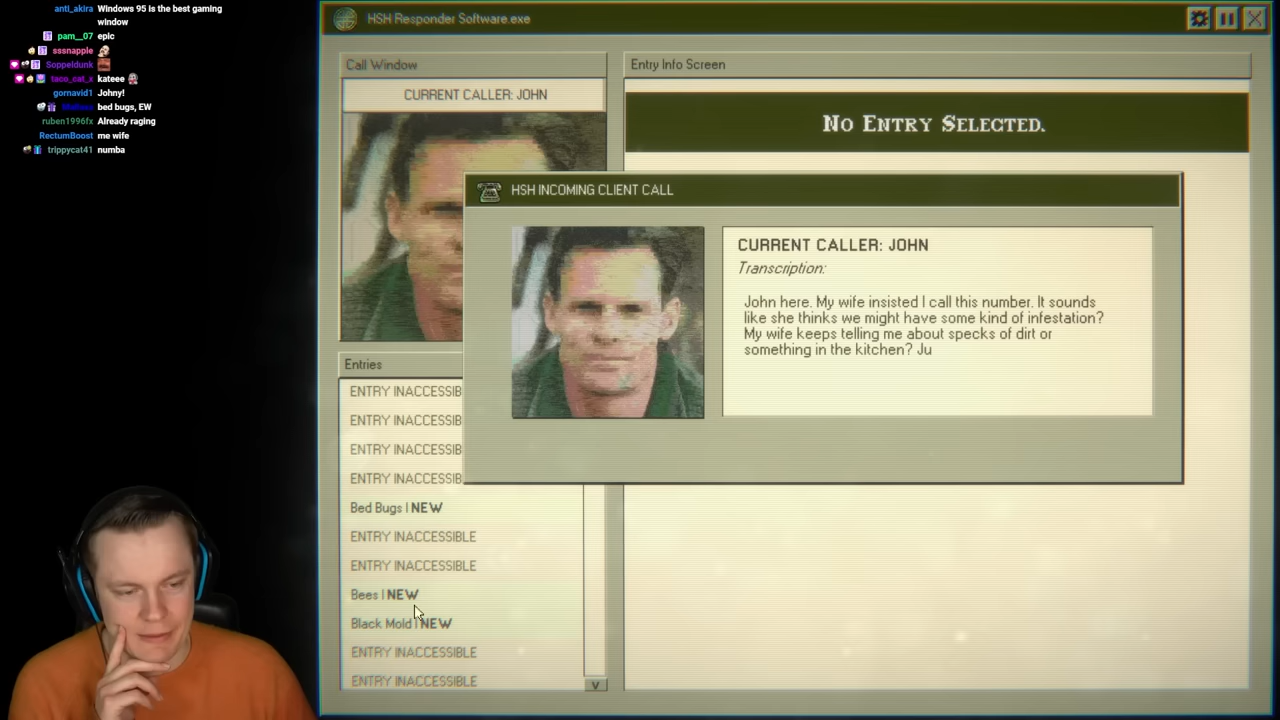 anti_akira Windows 95 is the best gaming
window
pam__07 epic
sssnapple
Soppeldunk
taco_cat_x kateee
gornavid1 Johny!
bed bugs, EW
ruben1996fx Already raging
RectumBoost me wife
trippycat41 numba
HSH Responder Software.exe
Call Window
CURRENT CALLER: JOHN
Entry Info Screen
NO ENTRY SELECTED.
HSH INCOMING CLIENT CALL
CURRENT CALLER: JOHN
Transcription:
John here. My wife insisted I call this number. It sounds
like she thinks we might have some kind of infestation?
My wife keeps telling me about specks of dirt or
something in the kitchen? Ju
Entries
ENTRY INACCESSIB
ENTRY INACCESSIB
ENTRY INACCESSIB
ENTRY INACCESSIB
Bed Bugs | NEW
ENTRY INACCESSIBLE
ENTRY INACCESSIBLE
Bees | NEW
Black Mold | NEW
ENTRY INACCESSIBLE
ENTRY INACCESSIBLE
V